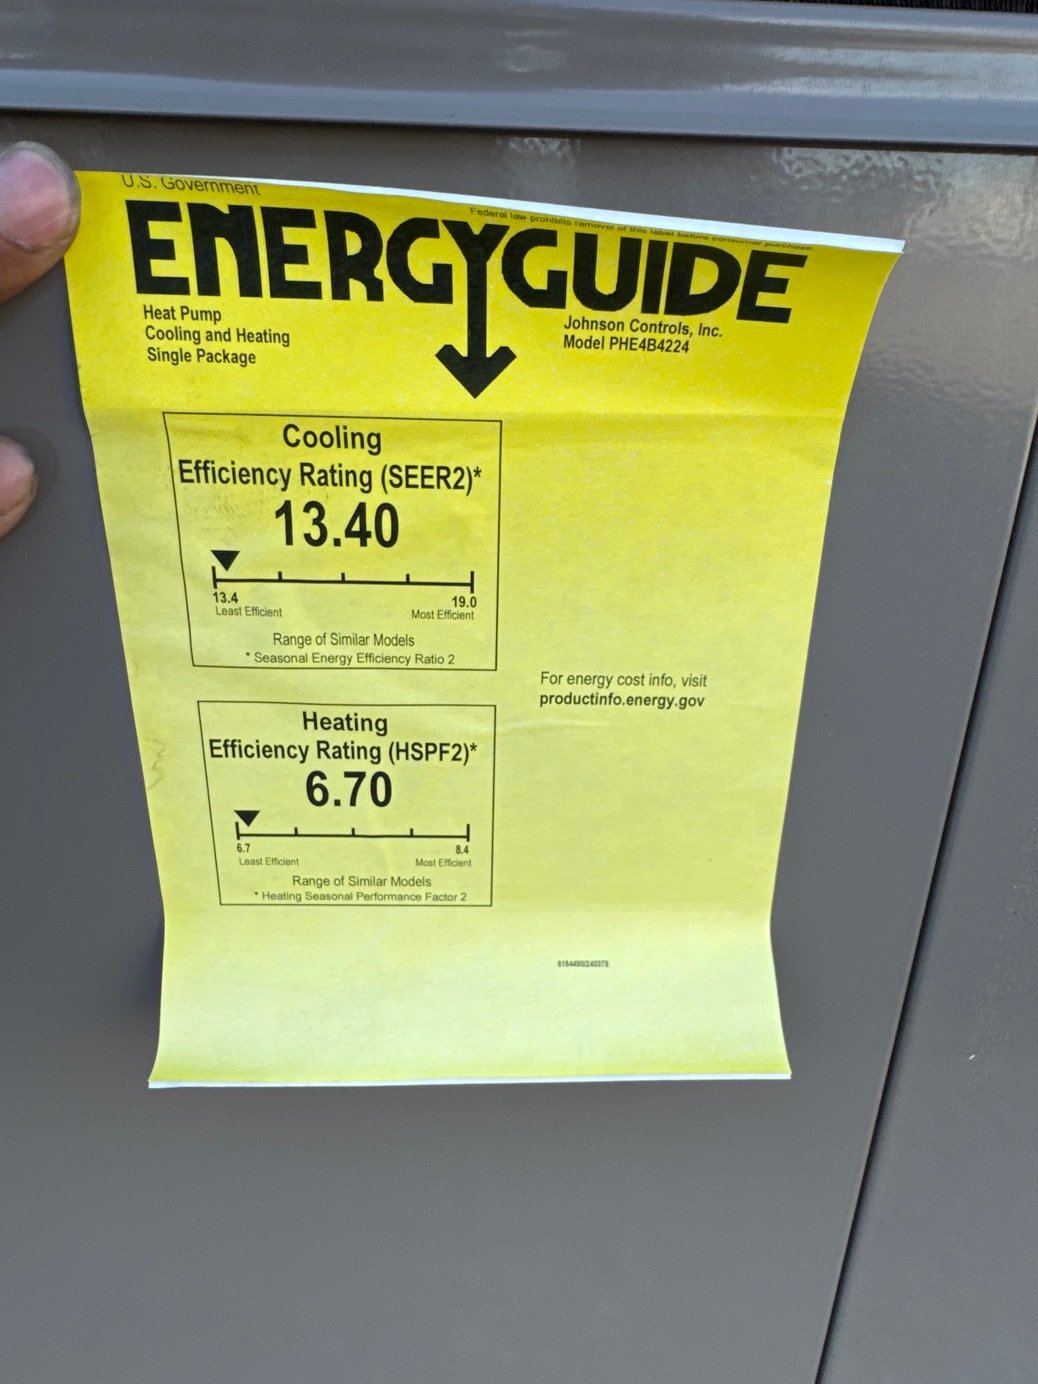 U.S. Government
Federal law prohibits removal of this label before consumer purchase.
ENERGYGUIDE
Heat Pump
Cooling and Heating
Single Package
Johnson Controls, Inc.
Model PHE4B4224
Cooling
Efficiency Rating (SEER2)*
13.40
13.4
19.0
Least Efficient
Most Efficient
Range of Similar Models
* Seasonal Energy Efficiency Ratio 2
For energy cost info, visit
productinfo.energy.gov
Heating
Efficiency Rating (HSPF2)*
6.70
6.7
8.4
Least Efficient
Most Efficient
Range of Similar Models
* Heating Seasonal Performance Factor 2